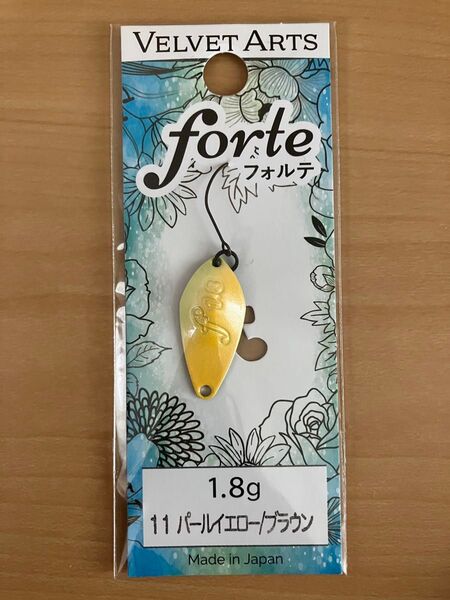 VELVET ARTS
forte
フォルテ
1.8g
11 パールイエロー/ブラウン
Made in Japan